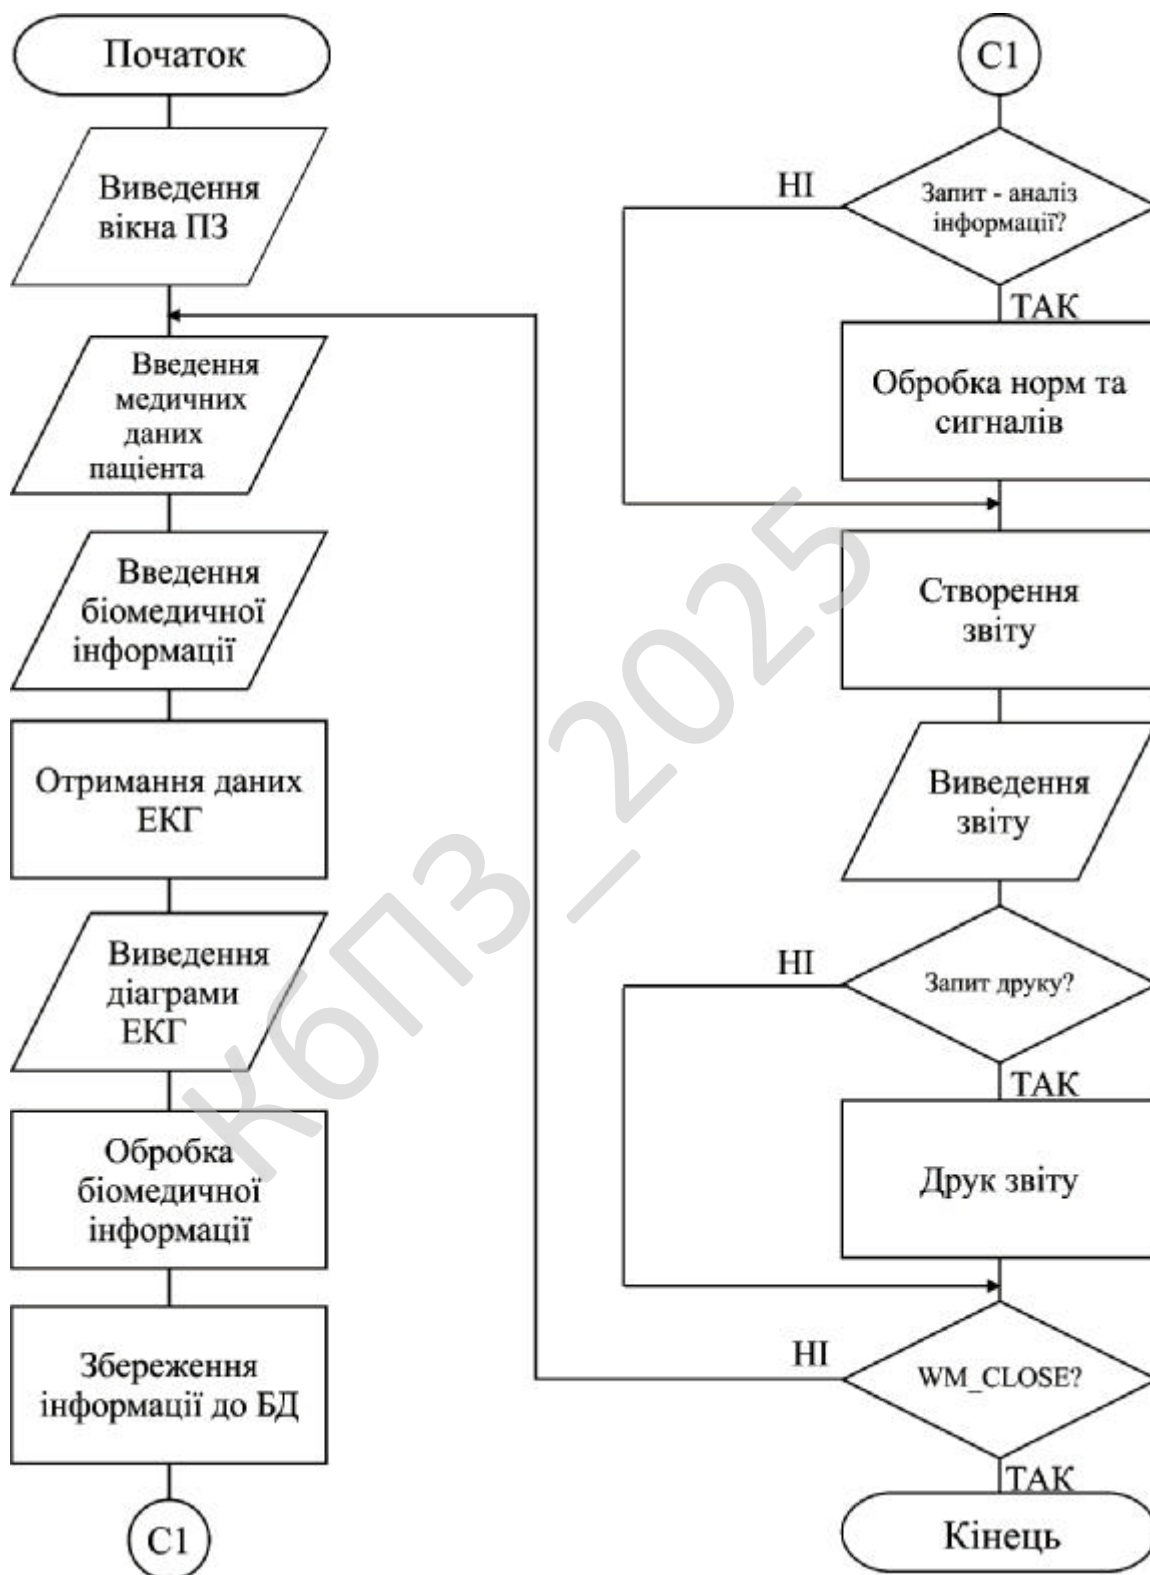 Початок
Виведення
вікна ПЗ
Введення
медичних
даних
пацієнта
Введення
біомедичної
інформації
Отримання даних
ЕКГ
Виведення
діаграми
ЕКГ
Обробка
біомедичної
інформації
Збереження
інформації до БД
С1
С1
Запит - аналіз
інформації?
НІ
ТАК
Обробка норм та
сигналів
Створення
звіту
Виведення
звіту
Запит друку?
НІ
ТАК
Друк звіту
WM_CLOSE?
НІ
ТАК
Кінець
КбПЗ_2025